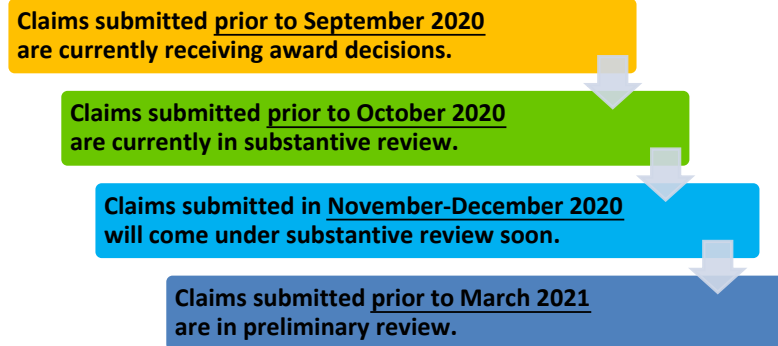 Claims submitted prior to September 2020
are currently receiving award decisions.
Claims submitted prior to October 2020
are currently in substantive review.
Claims submitted in November-December 2020
will come under substantive review soon.
Claims submitted prior to March 2021
are in preliminary review.